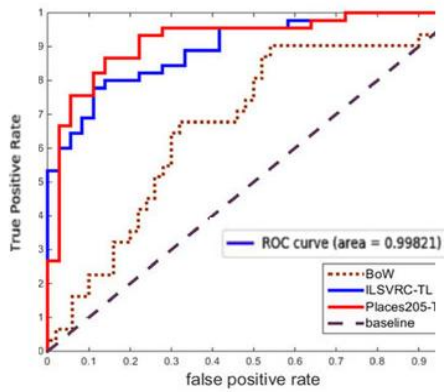 1
9
8
7
6
5
4
3
2
1
0
0 0.1 0.2 0.3 0.4 0.5 0.6 0.7 0.8 0.9
True Positive Rate
false positive rate
ROC curve (area = 0.99821)
BoW
ILSVRC-TL
Places205-T
baseline